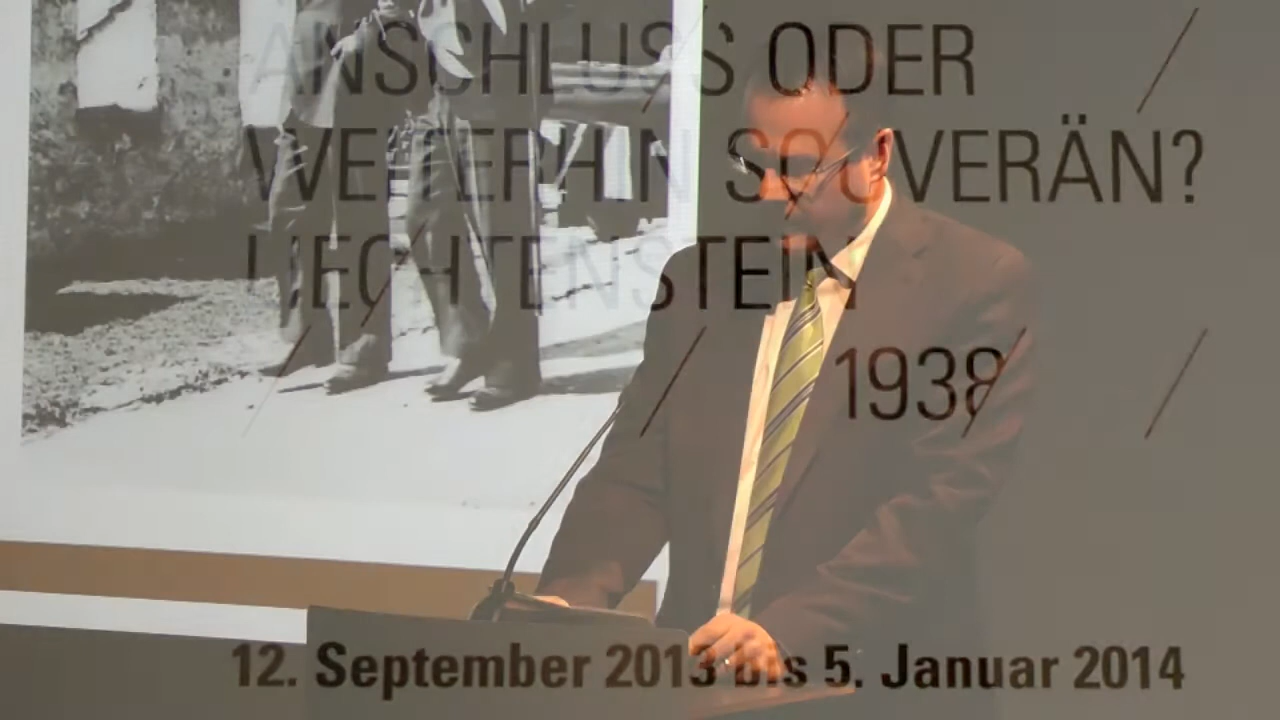 ANSCHLUSS ODER
WEITERHIN SOUVERÄN?
LIECHTENSTEIN
1938
12. September 2013 bis 5. Januar 2014